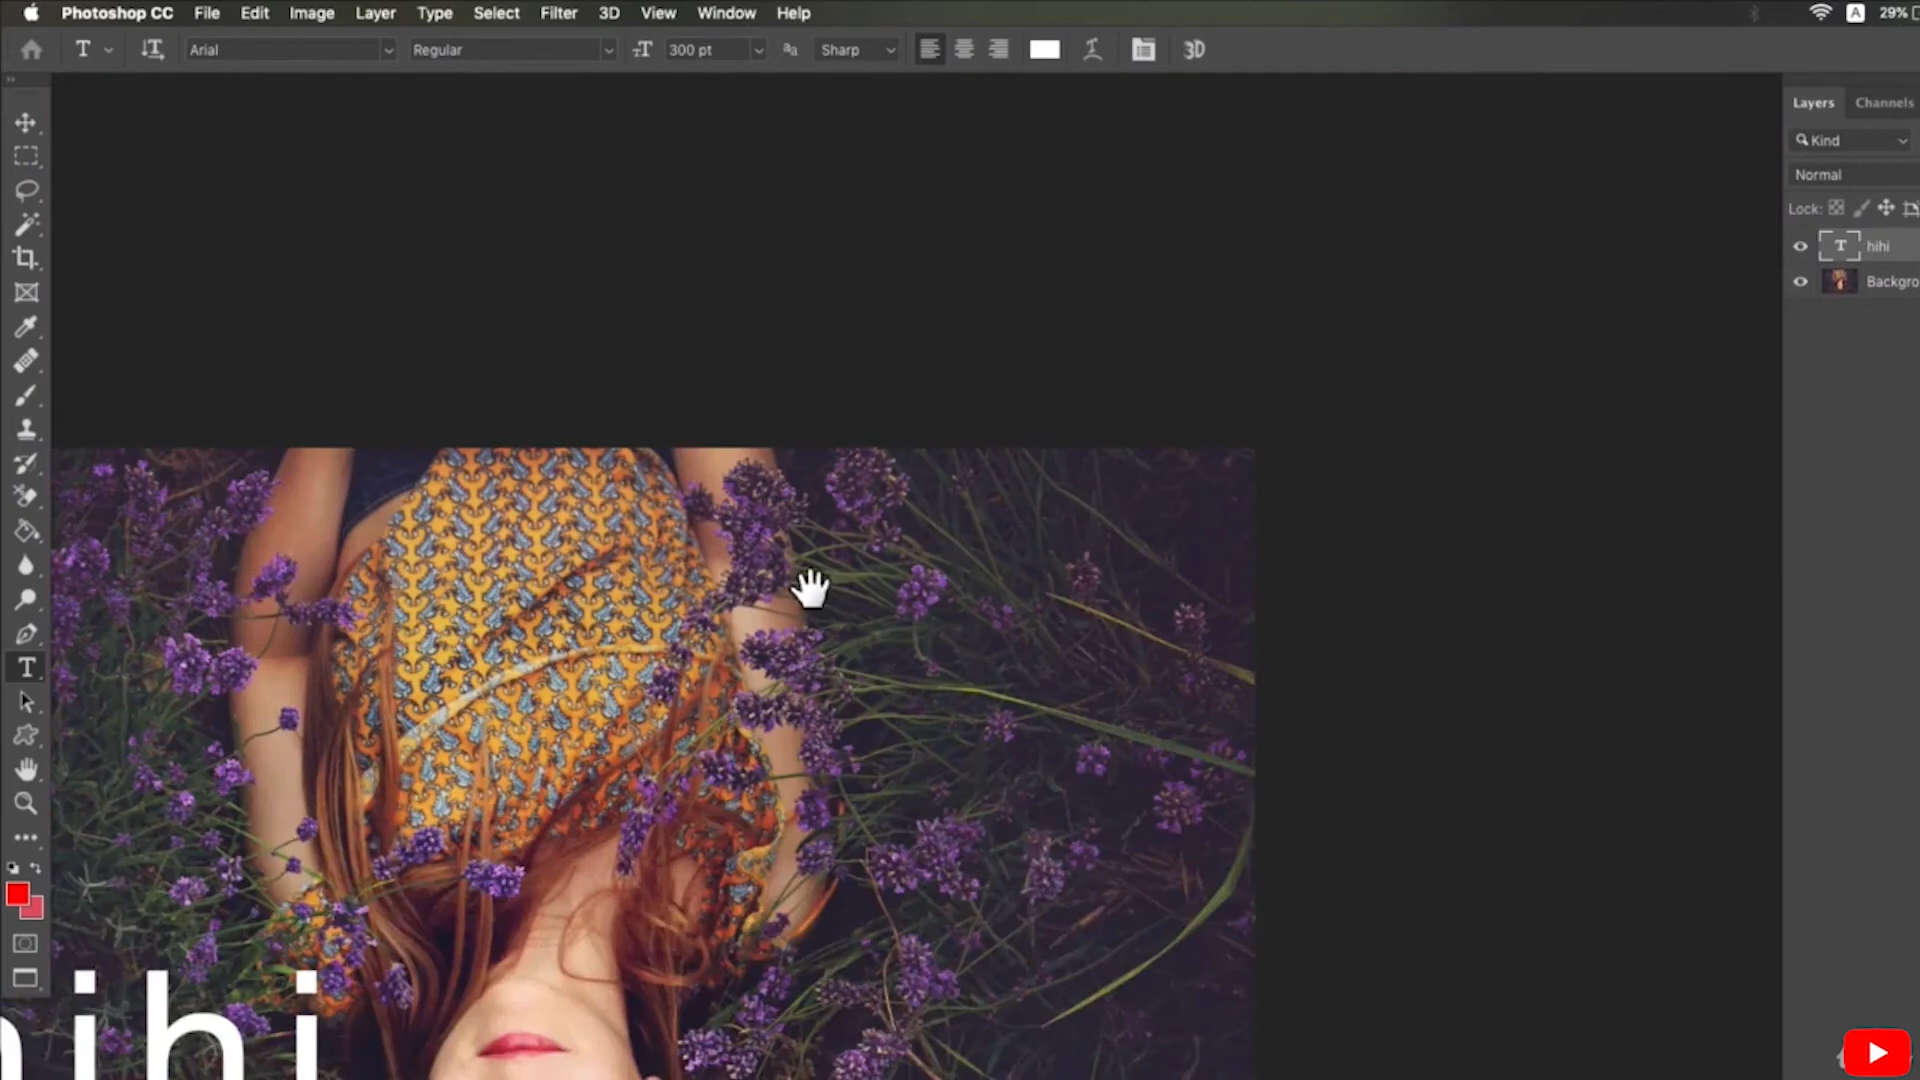 Photoshop CC File Edit Image Layer Type Select Filter 3D View Window Help A 29%
T Arial Regular 300 pt aa Sharp 3D
Layers Channels
Kind
Normal
Lock:
T hihi
Backgro
T
hihi